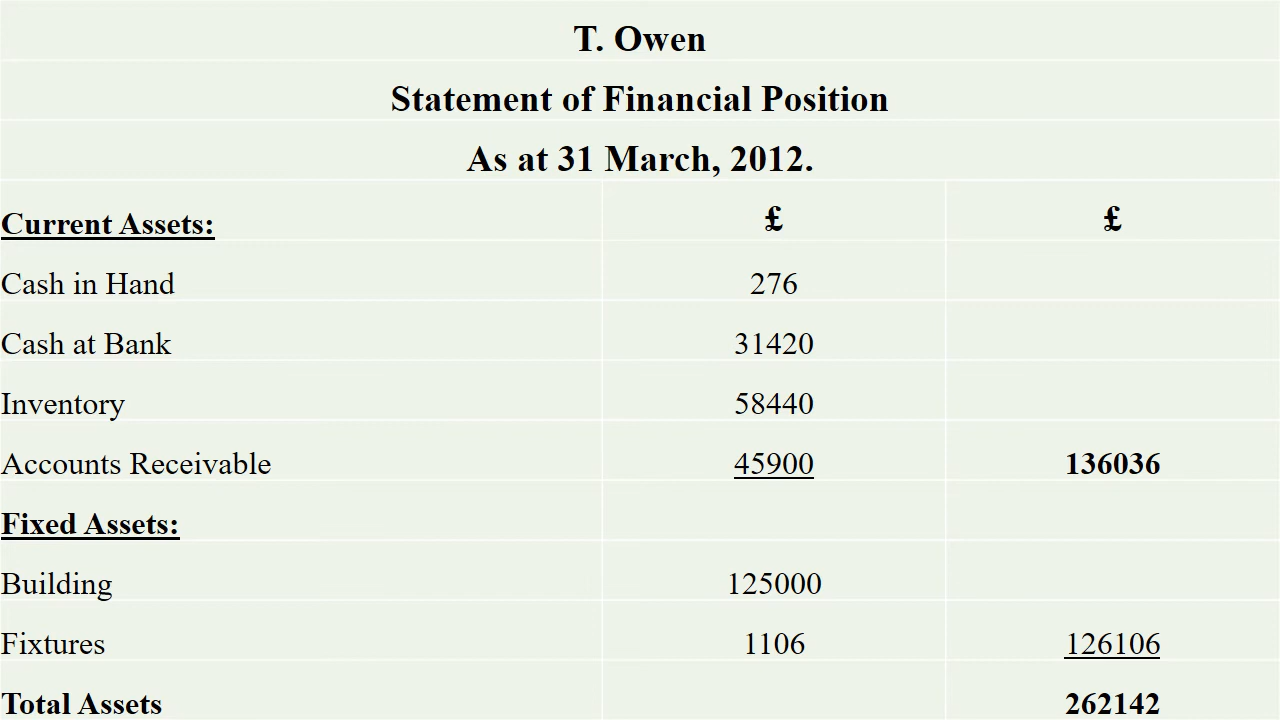 T. Owen
Statement of Financial Position
As at 31 March, 2012.
Current Assets: £ £
Cash in Hand 276
Cash at Bank 31420
Inventory 58440
Accounts Receivable 45900 136036
Fixed Assets:
Building 125000
Fixtures 1106 126106
Total Assets 262142